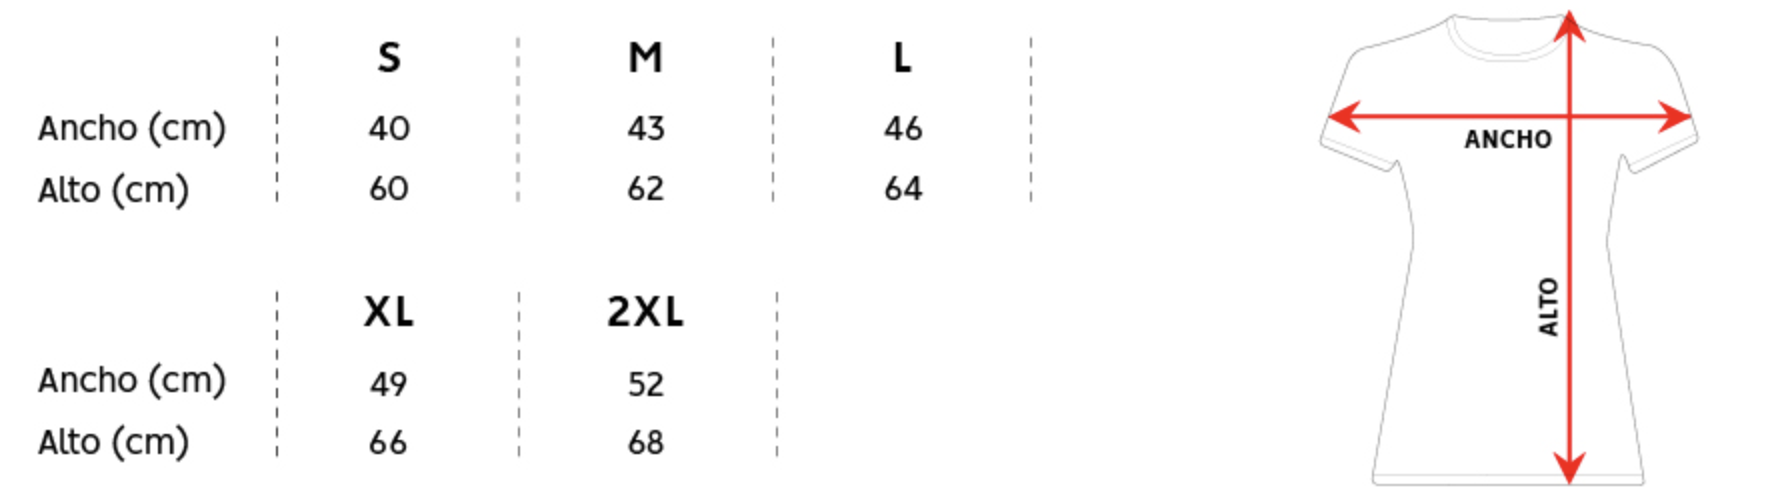 S M L
Ancho (cm) 40 43 46
Alto (cm) 60 62 64
XL 2XL
Ancho (cm) 49 52
Alto (cm) 66 68
ANCHO
ALTO